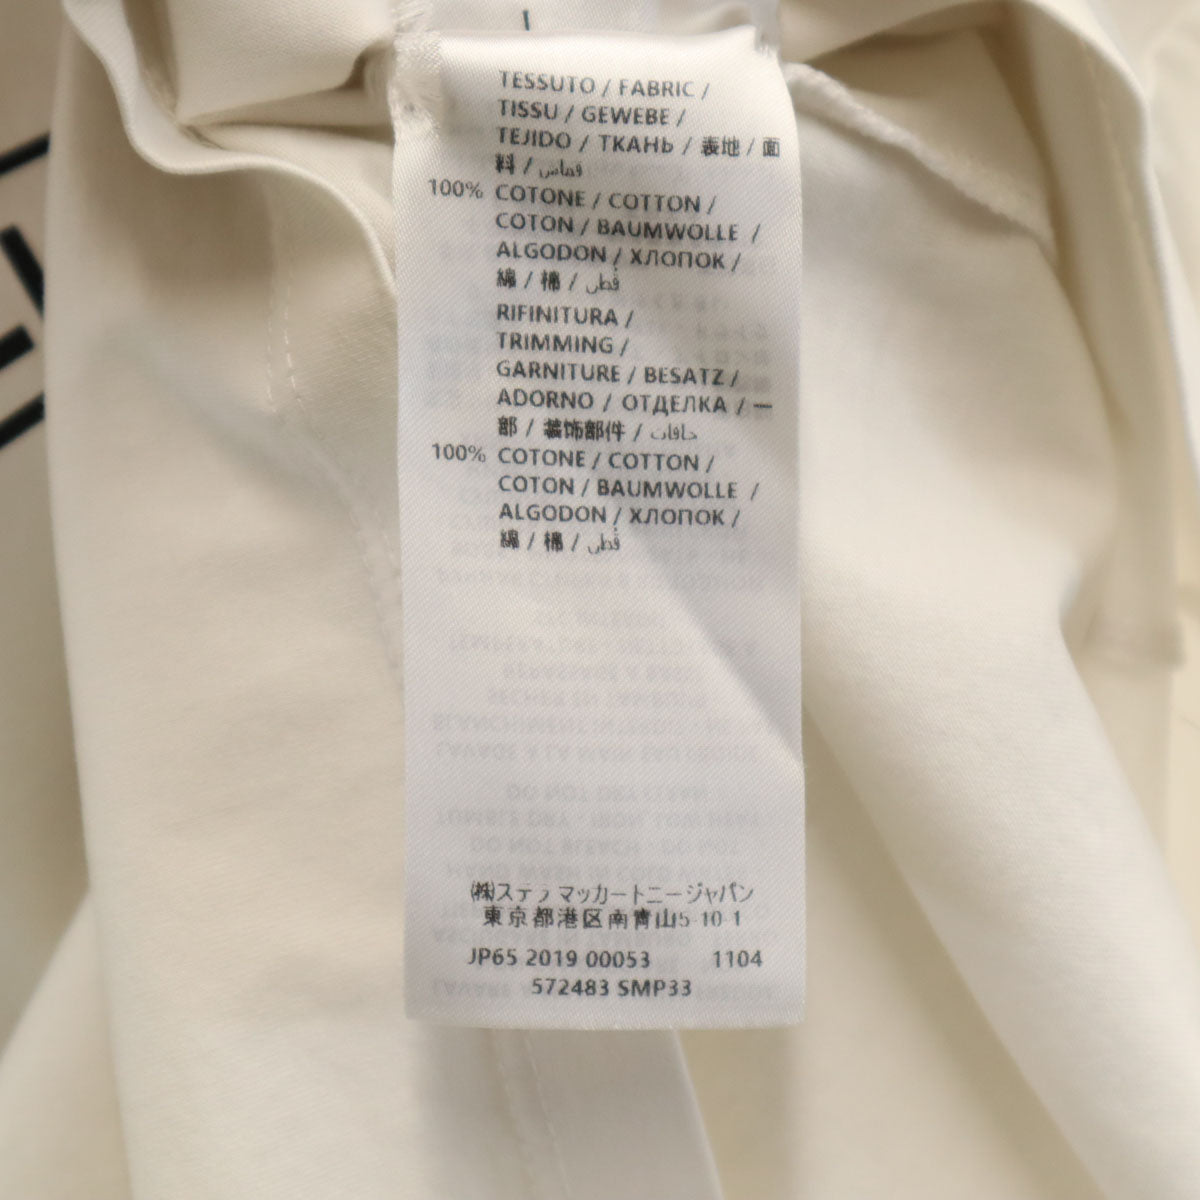 TESSUTO / FABRIC /
TISSU / GEWEBE /
TEJIDO / ТКАНЬ / 表地 / 面
料 / قماش
100% COTONE / COTTON /
COTON / BAUMWOLLE /
ALGODON / ХЛОПОК /
綿 / 棉 / قطن
RIFINITURA /
TRIMMING /
GARNITURE / BESATZ /
ADORNO / ОТДЕЛКА / 一
部 / 装饰部件 / حافات
100% COTONE / COTTON /
COTON / BAUMWOLLE /
ALGODON / ХЛОПОК /
綿 / 棉 / قطن
㈱ステラ マッカートニージャパン
東京都港区南青山5-10-1
JP65 2019 00053 1104
572483 SMP33